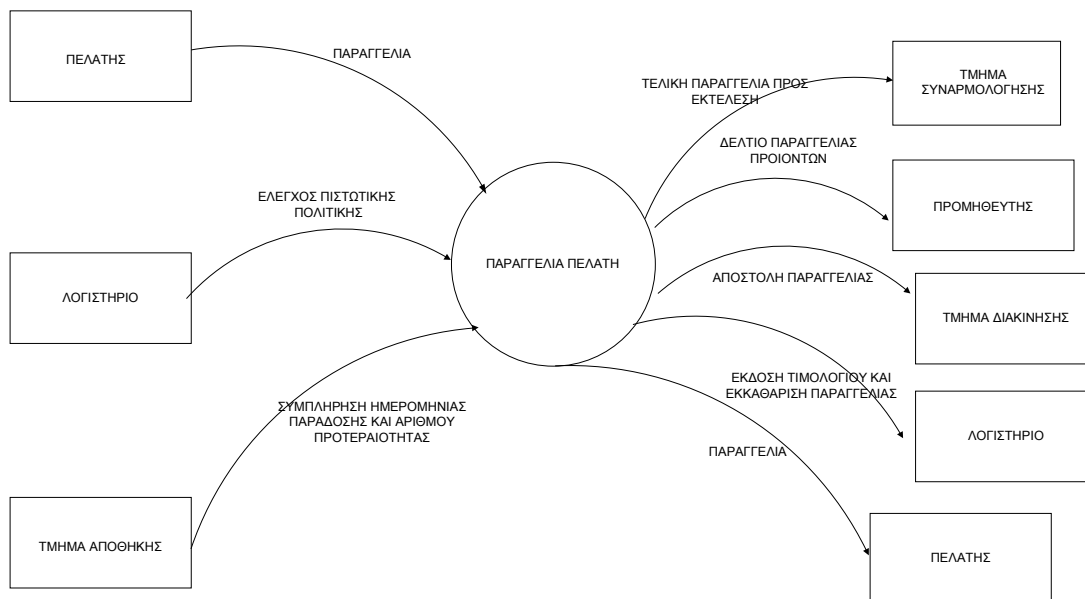 ΠΕΛΑΤΗΣ
ΠΑΡΑΓΓΕΛΙΑ
ΤΕΛΙΚΗ ΠΑΡΑΓΓΕΛΙΑ ΠΡΟΣ
ΕΚΤΕΛΕΣΗ
ΤΜΗΜΑ
ΣΥΝΑΡΜΟΛΟΓΗΣΗΣ
ΔΕΛΤΙΟ ΠΑΡΑΓΓΕΛΙΑΣ
ΠΡΟΙΟΝΤΩΝ
ΕΛΕΓΧΟΣ ΠΙΣΤΩΤΙΚΗΣ
ΠΟΛΙΤΙΚΗΣ
ΠΡΟΜΗΘΕΥΤΗΣ
ΠΑΡΑΓΓΕΛΙΑ ΠΕΛΑΤΗ
ΑΠΟΣΤΟΛΗ ΠΑΡΑΓΓΕΛΙΑΣ
ΛΟΓΙΣΤΗΡΙΟ
ΤΜΗΜΑ ΔΙΑΚΙΝΗΣΗΣ
ΕΚΔΟΣΗ ΤΙΜΟΛΟΓΙΟΥ ΚΑΙ
ΕΚΚΑΘΑΡΙΣΗ ΠΑΡΑΓΓΕΛΙΑΣ
ΣΥΜΠΛΗΡΗΣΗ ΗΜΕΡΟΜΗΝΙΑΣ
ΠΑΡΑΔΟΣΗΣ ΚΑΙ ΑΡΙΘΜΟΥ
ΠΡΟΤΕΡΑΙΟΤΗΤΑΣ
ΛΟΓΙΣΤΗΡΙΟ
ΠΑΡΑΓΓΕΛΙΑ
ΤΜΗΜΑ ΑΠΟΘΗΚΗΣ
ΠΕΛΑΤΗΣ